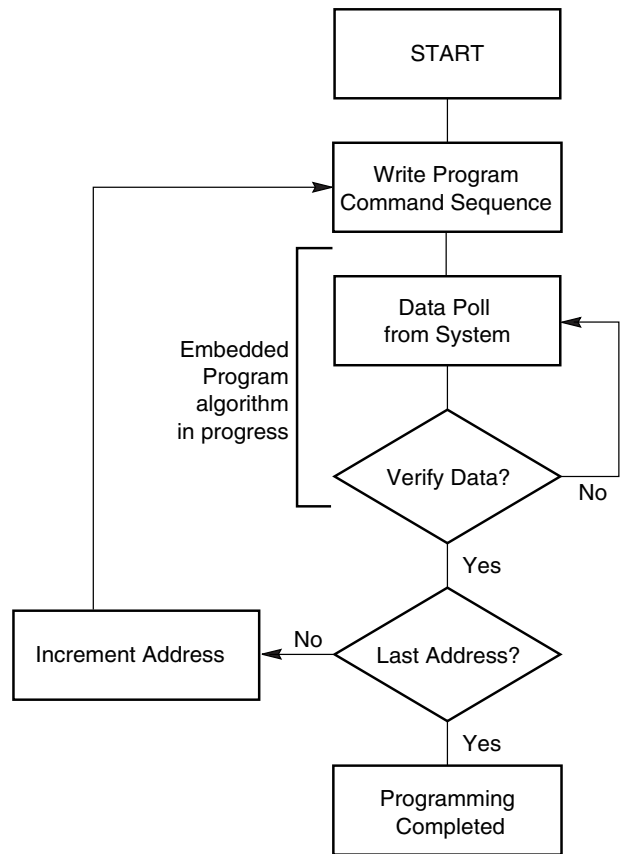 START
Write Program
Command Sequence
Data Poll
from System
Embedded
Program
algorithm
in progress
Verify Data?
No
Yes
Increment Address
No
Last Address?
Yes
Programming
Completed